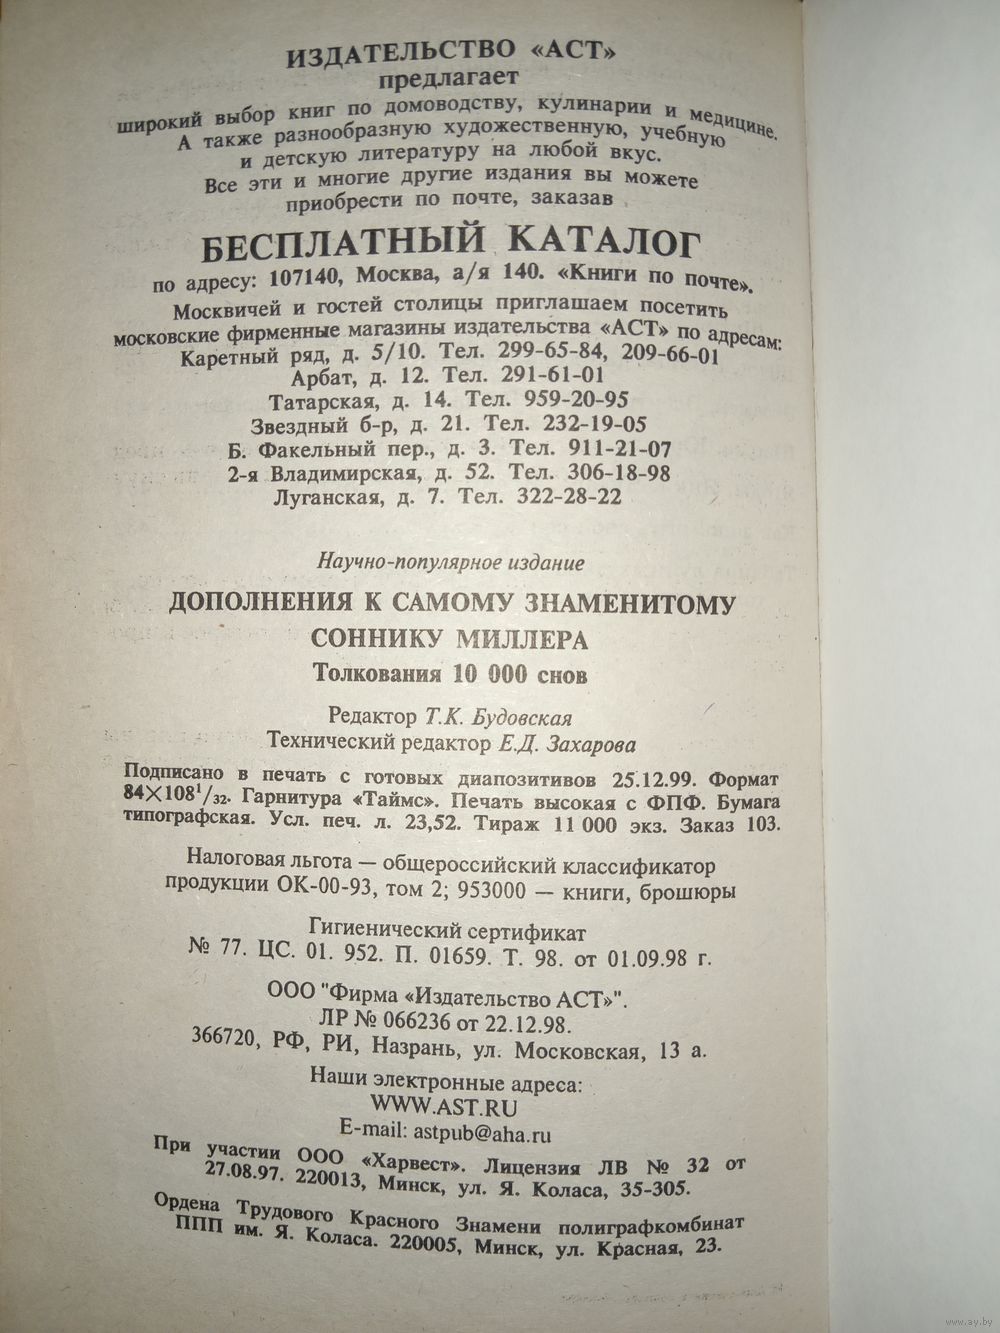 ИЗДАТЕЛЬСТВО «АСТ»
предлагает
широкий выбор книг по домоводству, кулинарии и медицине.
А также разнообразную художественную, учебную
и детскую литературу на любой вкус.
Все эти и многие другие издания вы можете
приобрести по почте, заказав
БЕСПЛАТНЫЙ КАТАЛОГ
по адресу: 107140, Москва, а/я 140. «Книги по почте».
Москвичей и гостей столицы приглашаем посетить
московские фирменные магазины издательства «АСТ» по адресам:
Каретный ряд, д. 5/10. Тел. 299-65-84, 209-66-01
Арбат, д. 12. Тел. 291-61-01
Татарская, д. 14. Тел. 959-20-95
Звездный б-р, д. 21. Тел. 232-19-05
Б. Факельный пер., д. 3. Тел. 911-21-07
2-я Владимирская, д. 52. Тел. 306-18-98
Луганская, д. 7. Тел. 322-28-22
Научно-популярное издание
ДОПОЛНЕНИЯ К САМОМУ ЗНАМЕНИТОМУ
СОННИКУ МИЛЛЕРА
Толкования 10 000 снов
Редактор Т.К. Будовская
Технический редактор Е.Д. Захарова
Подписано в печать с готовых диапозитивов 25.12.99. Формат
84×108¹/₃₂. Гарнитура «Таймс». Печать высокая с ФПФ. Бумага
типографская. Усл. печ. л. 23,52. Тираж 11 000 экз. Заказ 103.
Налоговая льгота — общероссийский классификатор
продукции ОК-00-93, том 2; 953000 — книги, брошюры
Гигиенический сертификат
№ 77. ЦС. 01. 952. П. 01659. Т. 98. от 01.09.98 г.
ООО "Фирма «Издательство АСТ»".
ЛР № 066236 от 22.12.98.
366720, РФ, РИ, Назрань, ул. Московская, 13 а.
Наши электронные адреса:
WWW.AST.RU
E-mail: astpub@aha.ru
При участии ООО «Харвест». Лицензия ЛВ № 32 от
27.08.97. 220013, Минск, ул. Я. Коласа, 35-305.
Ордена Трудового Красного Знамени полиграфкомбинат
ППП им. Я. Коласа. 220005, Минск, ул. Красная, 23.
www.ay.by